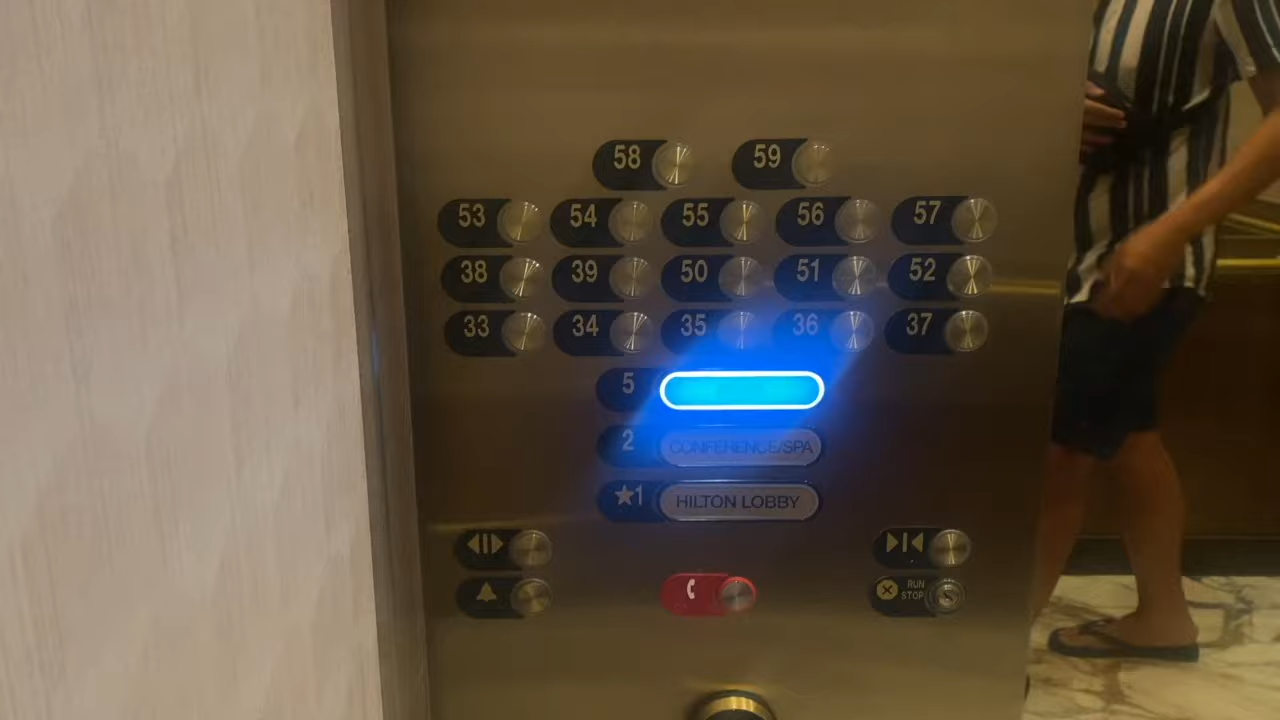 58 59
53 54 55 56 57
38 39 50 51 52
33 34 35 36 37
5
2 CONFERENCE/SPA
★1 HILTON LOBBY
RUN
STOP